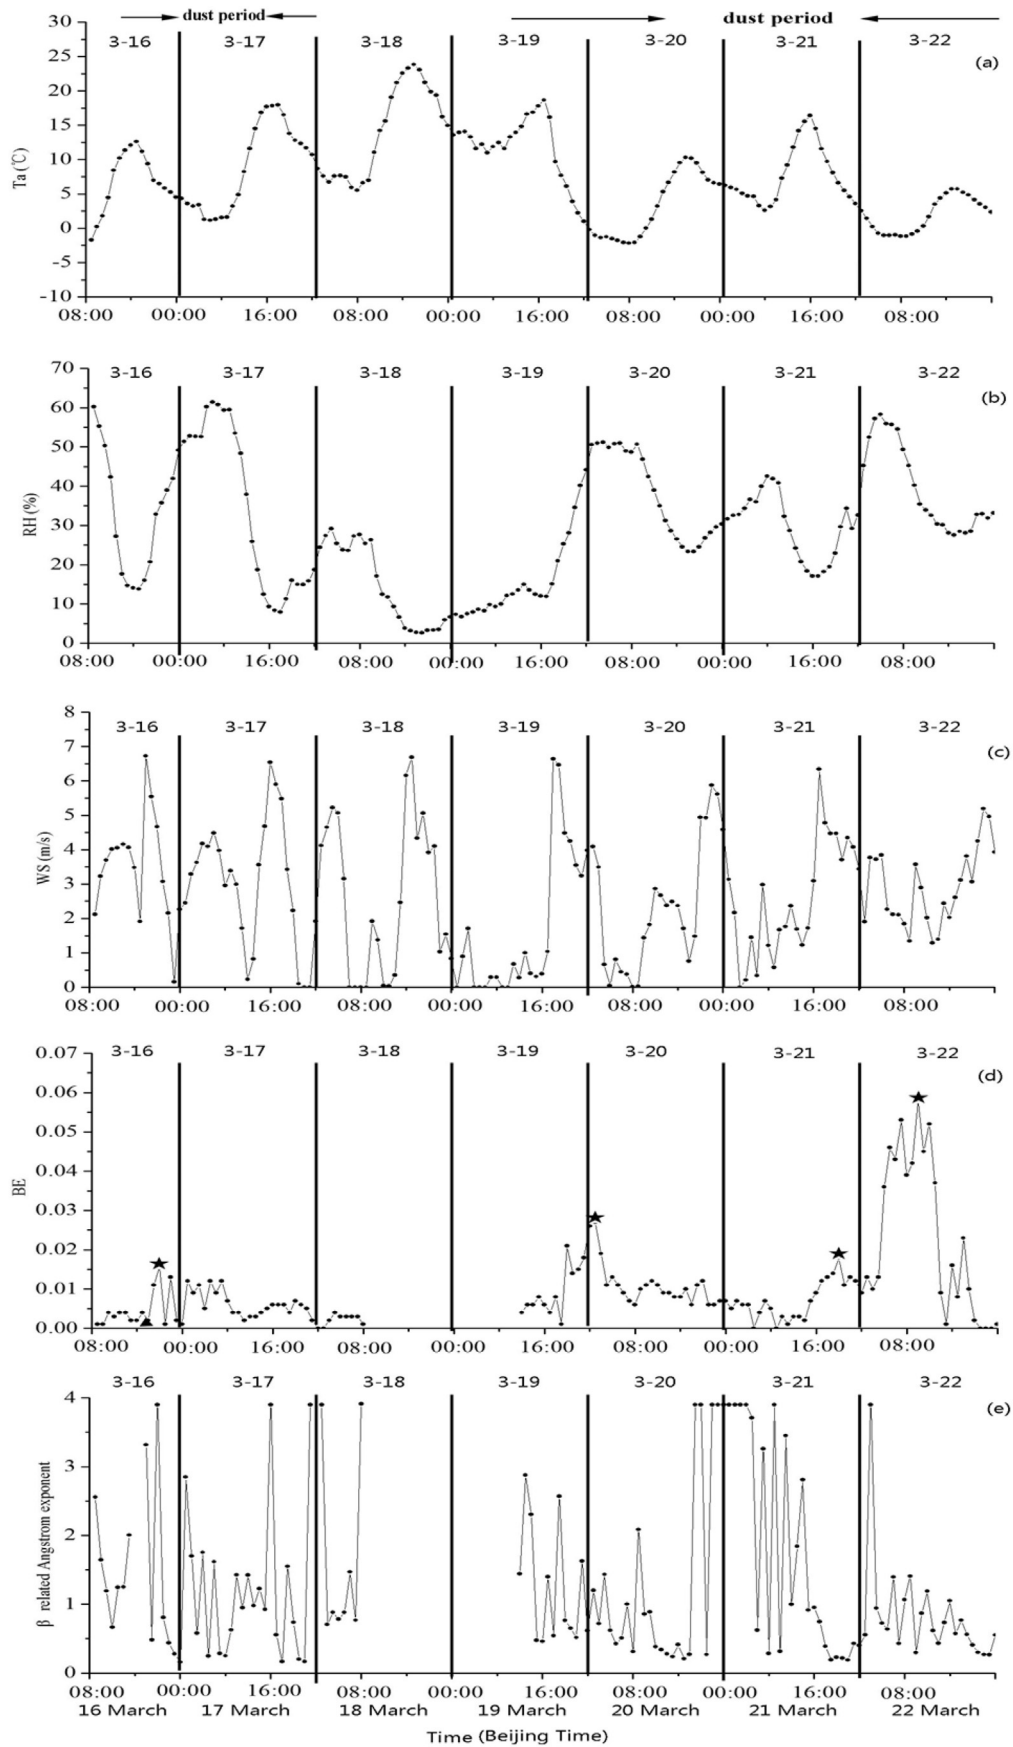 dust period dust period
30 3-16 3-17 3-18 3-19 3-20 3-21 3-22
(a)
25
20
15
10
5
0
-5
-10
Ta (℃)
08:00 00:00 16:00 08:00 00:00 16:00 08:00 00:00 16:00 08:00
70 3-16 3-17 3-18 3-19 3-20 3-21 3-22
(b)
60
50
40
30
20
10
0
RH (%)
08:00 00:00 16:00 08:00 00:00 16:00 08:00 00:00 16:00 08:00
8 3-16 3-17 3-18 3-19 3-20 3-21 3-22
(c)
7
6
5
4
3
2
1
0
WS (m/s)
08:00 00:00 16:00 08:00 00:00 16:00 08:00 00:00 16:00 08:00
0.07 3-16 3-17 3-18 3-19 3-20 3-21 3-22
(d)
0.06
0.05
0.04
0.03
0.02
0.01
0.00
BE
08:00 00:00 16:00 08:00 00:00 16:00 08:00 00:00 16:00 08:00
3-16 3-17 3-18 3-19 3-20 3-21 3-22
(e)
4
3
2
1
0
β related Angstrom exponent
08:00 00:00 16:00 08:00 00:00 16:00 08:00 00:00 16:00 08:00
16 March 17 March 18 March 19 March 20 March 21 March 22 March
Time (Beijing Time)